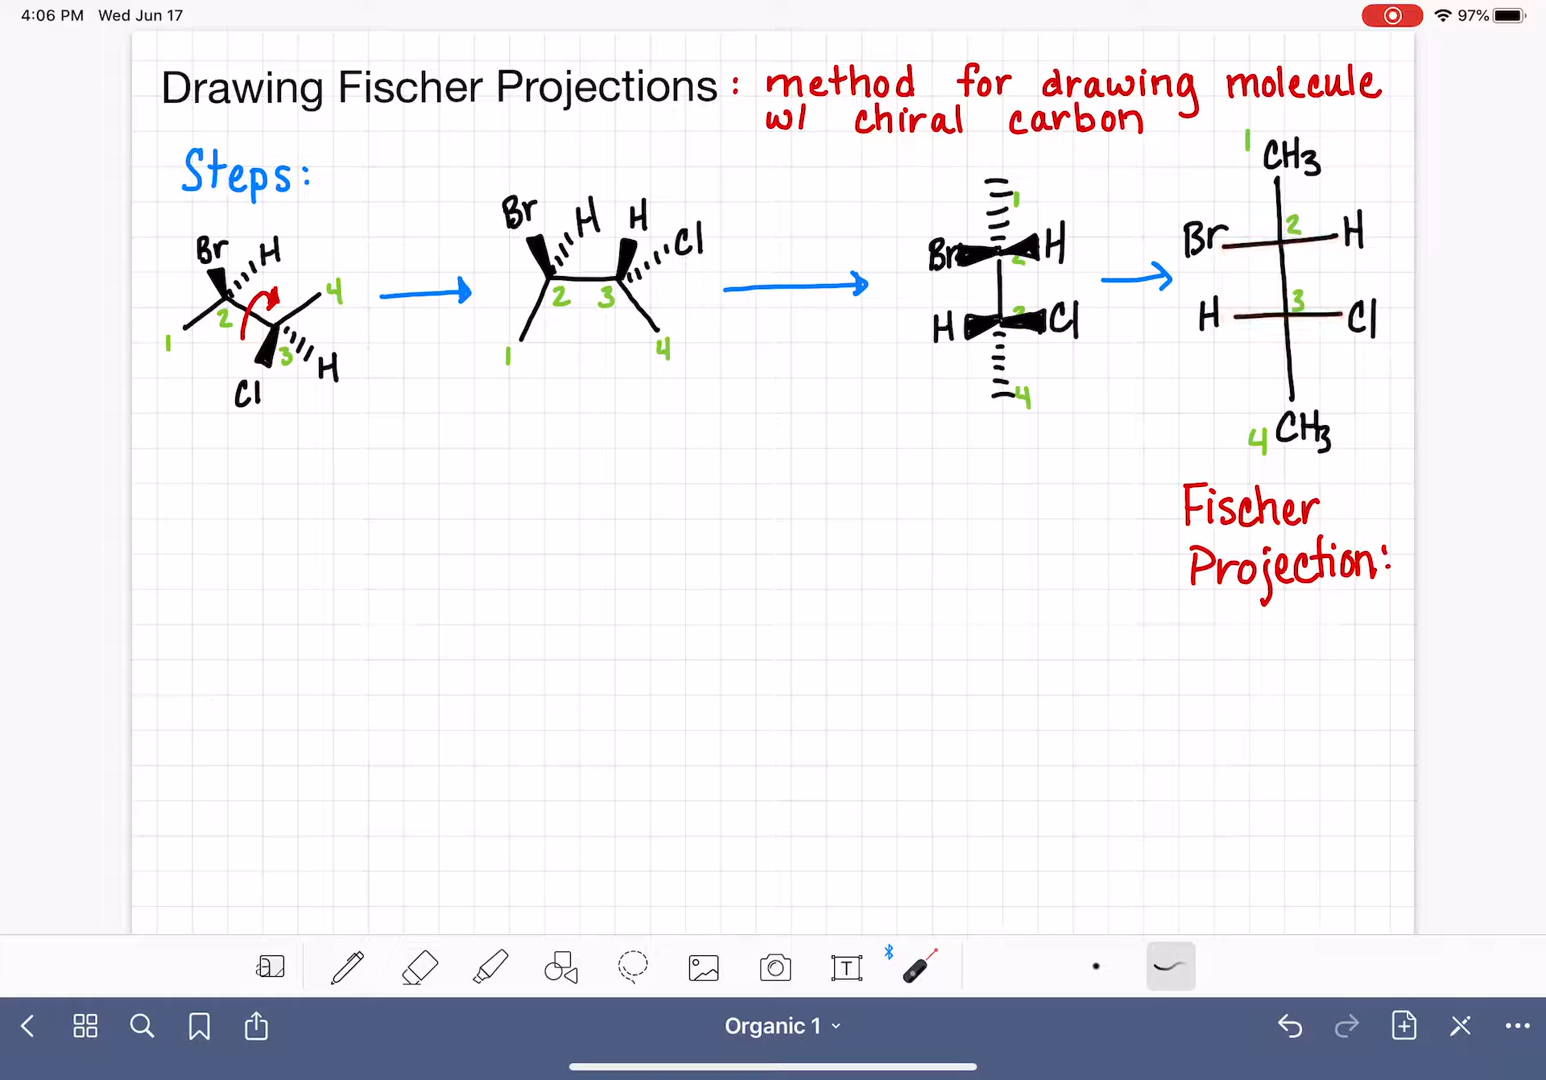 4:06 PM Wed Jun 17
97%
Drawing Fischer Projections : method for drawing molecule
w/ chiral carbon
Steps:
Br H
1 2 3 4
Cl H
Br H H Cl
1 2 3 4
1
Br H
2
H Cl
3
4
1 CH3
Br 2 H
H 3 Cl
4 CH3
Fischer
Projection:
T
Organic 1